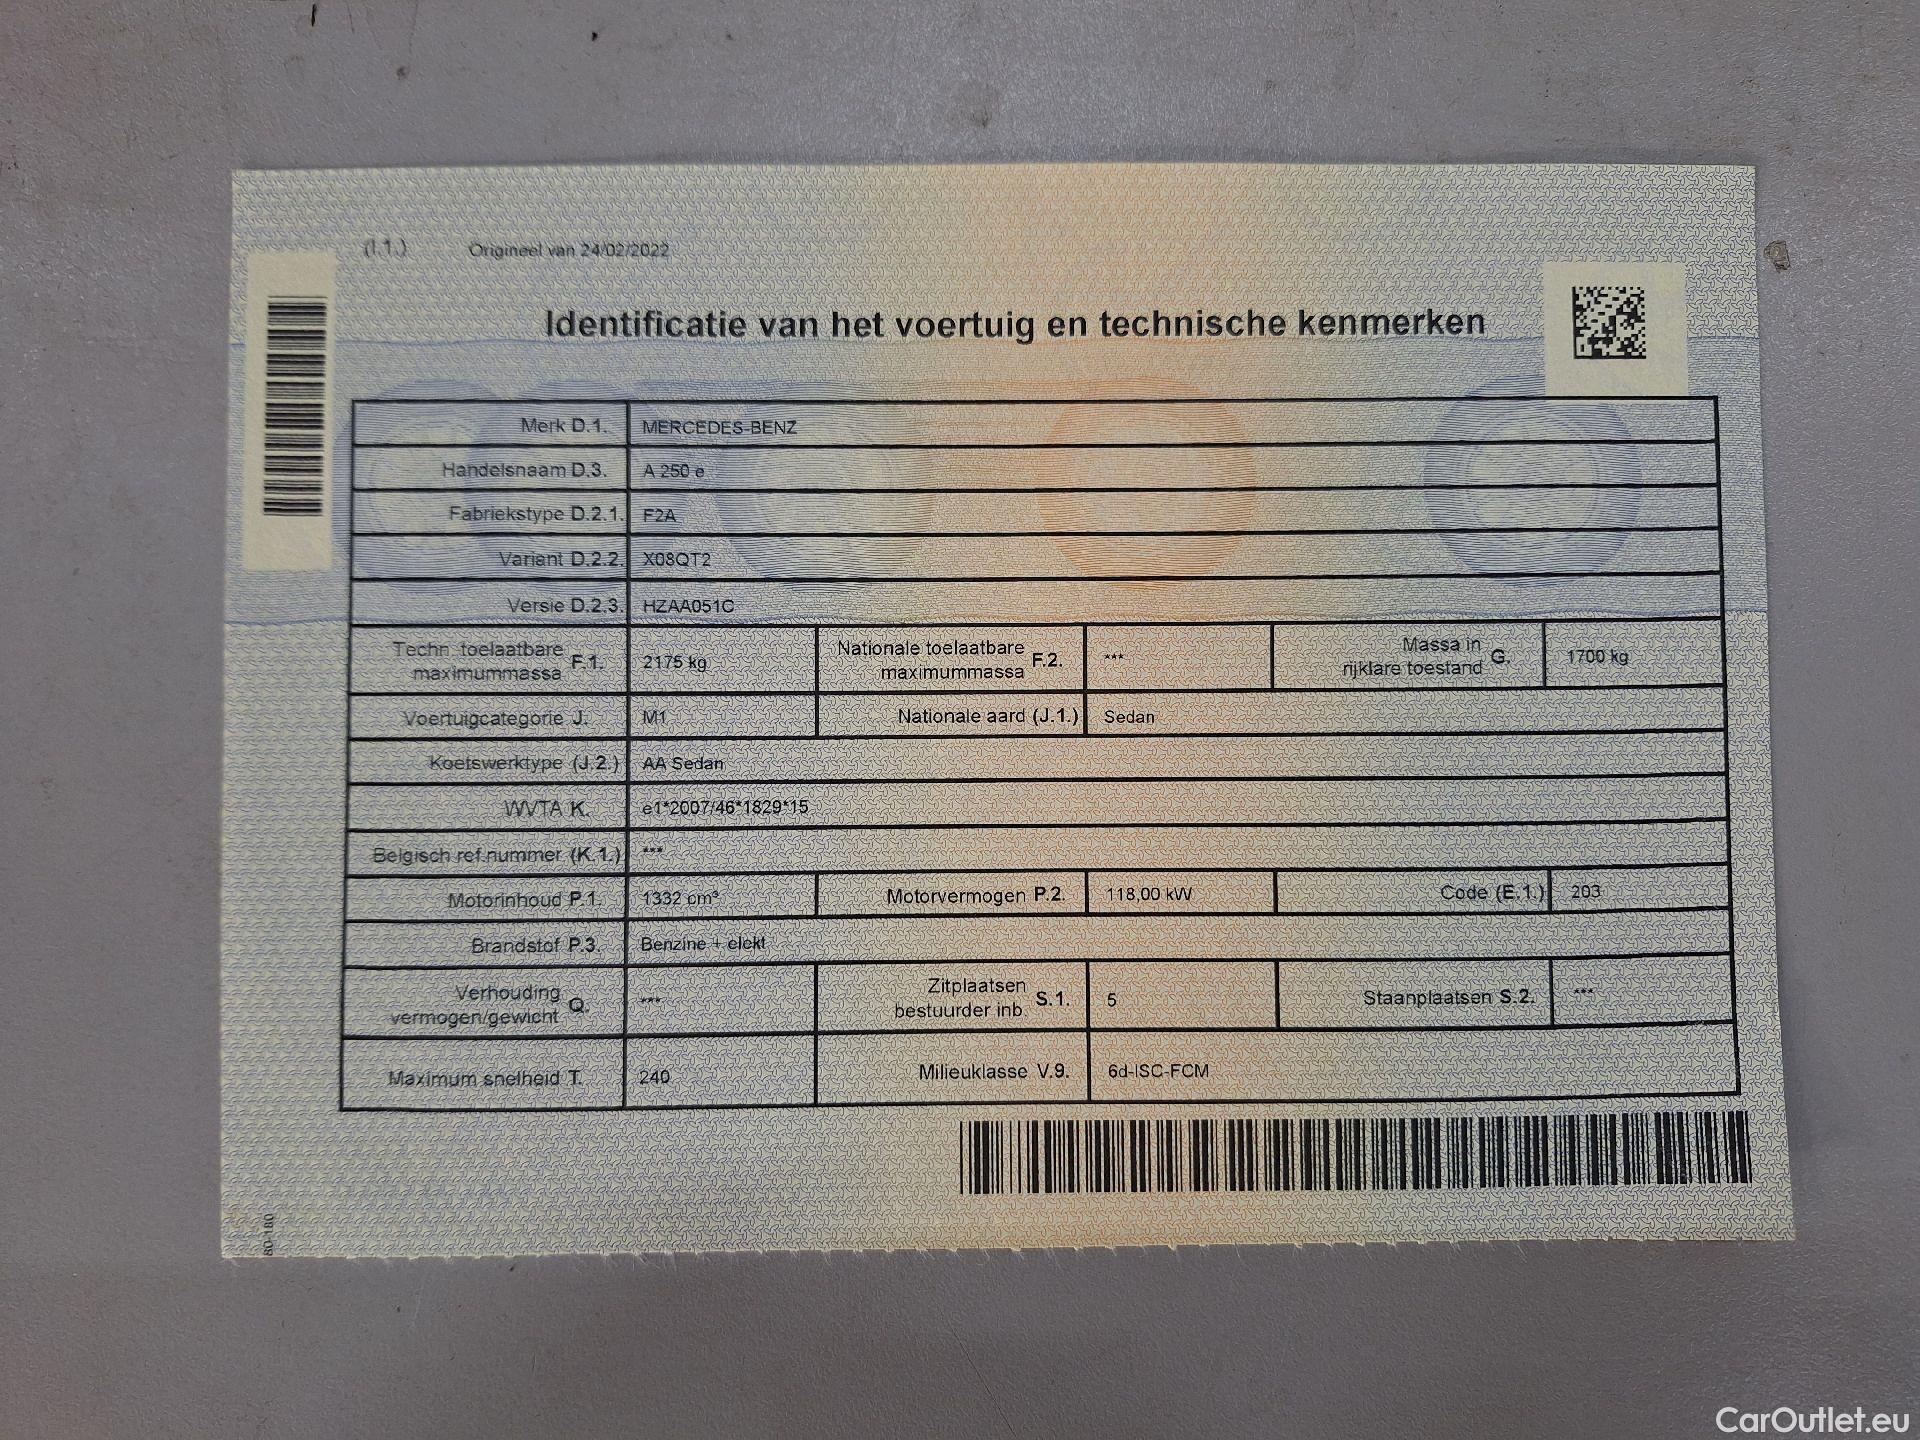 (I.1.) Origineel van 24/02/2022
Identificatie van het voertuig en technische kenmerken
Merk D.1. MERCEDES-BENZ
Handelsnaam D.3. A 250 e
Fabriekstype D.2.1. F2A
Variant D.2.2. X08QT2
Versie D.2.3. HZAA051C
Techn. toelaatbare maximummassa F.1. 2175 kg Nationale toelaatbare maximummassa F.2. *** Massa in rijklare toestand G. 1700 kg
Voertuigcategorie J. M1 Nationale aard (J.1.) Sedan
Koetswerktype (J.2.) AA Sedan
WVTA K. e1*2007/46*1829*15
Belgisch ref.nummer (K.1.) ***
Motorinhoud P.1. 1332 cm³ Motorvermogen P.2. 118,00 kW Code (E.1.) 203
Brandstof P.3. Benzine + elekt
Verhouding vermogen/gewicht Q. *** Zitplaatsen bestuurder inb. S.1. 5 Staanplaatsen S.2. ***
Maximum snelheid T. 240 Milieuklasse V.9. 6d-ISC-FCM
80-180
CarOutlet.eu